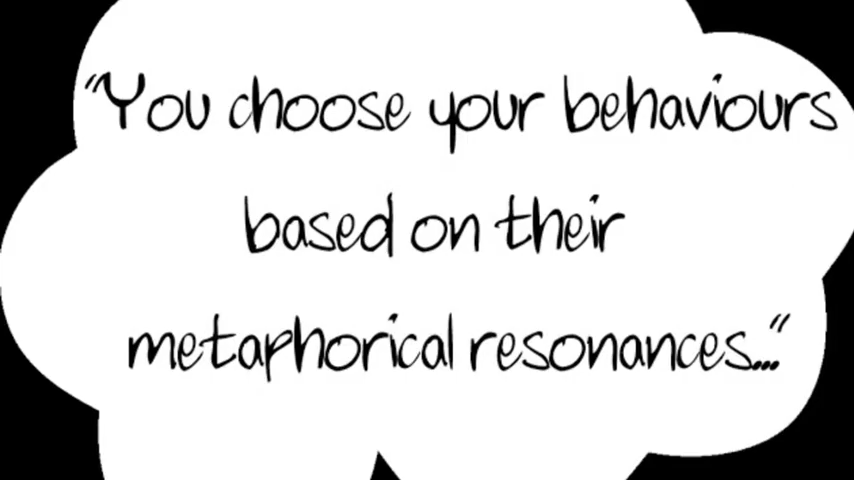 “You choose your behaviours
based on their
metaphorical resonances...“